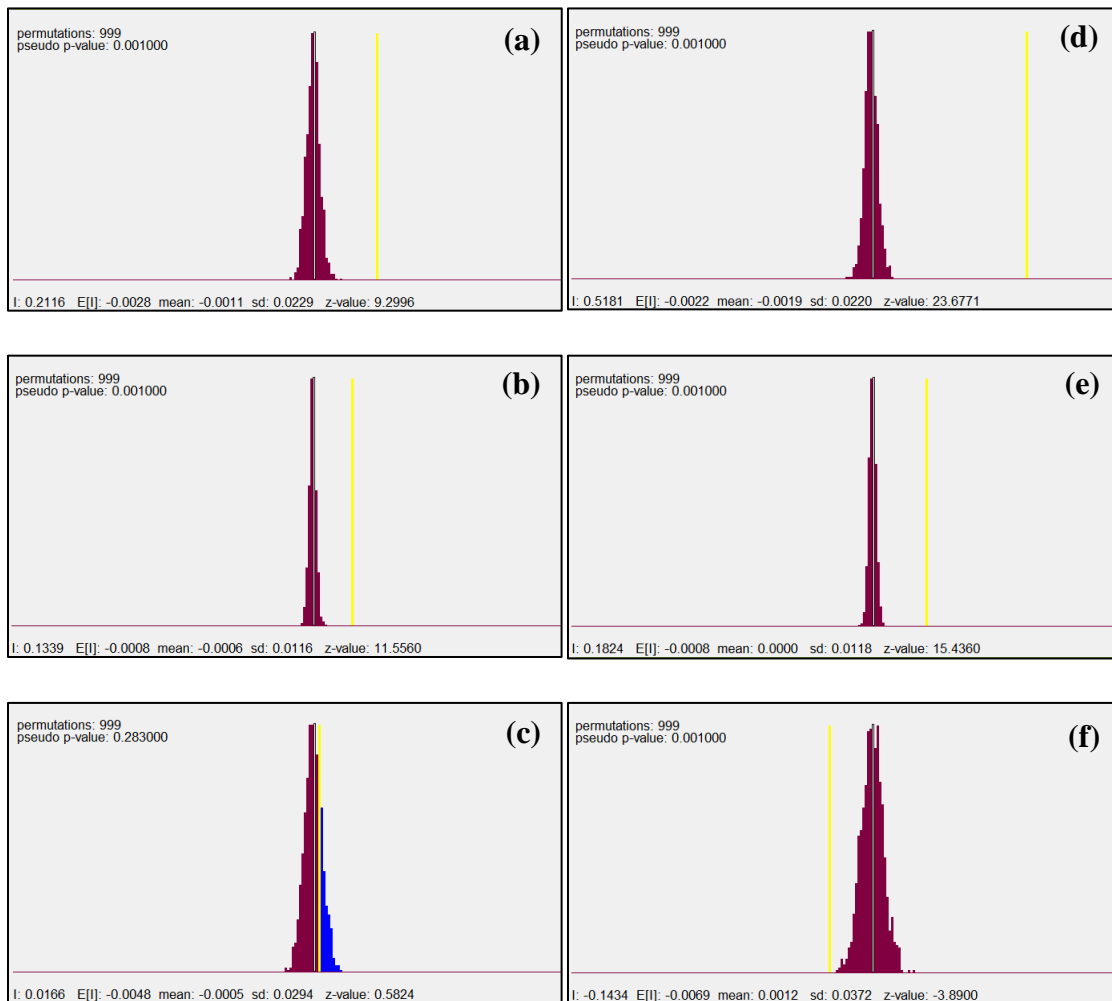 permutations: 999
pseudo p-value: 0.001000
(a)
I: 0.2116 E[I]: -0.0028 mean: -0.0011 sd: 0.0229 z-value: 9.2996
permutations: 999
pseudo p-value: 0.001000
(d)
I: 0.5181 E[I]: -0.0022 mean: -0.0019 sd: 0.0220 z-value: 23.6771
permutations: 999
pseudo p-value: 0.001000
(b)
I: 0.1339 E[I]: -0.0008 mean: -0.0006 sd: 0.0116 z-value: 11.5560
permutations: 999
pseudo p-value: 0.001000
(e)
I: 0.1824 E[I]: -0.0008 mean: 0.0000 sd: 0.0118 z-value: 15.4360
permutations: 999
pseudo p-value: 0.283000
(c)
I: 0.0166 E[I]: -0.0048 mean: -0.0005 sd: 0.0294 z-value: 0.5824
permutations: 999
pseudo p-value: 0.001000
(f)
I: -0.1434 E[I]: -0.0069 mean: 0.0012 sd: 0.0372 z-value: -3.8900